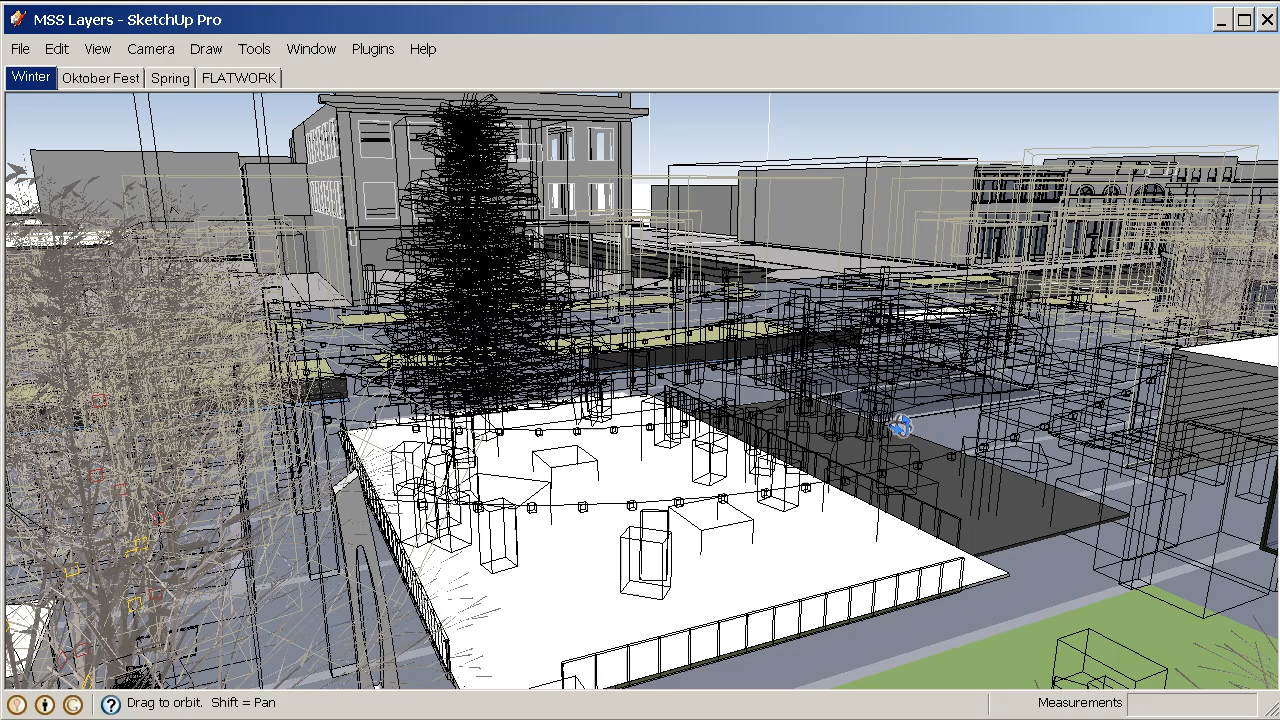 MSS Layers - SketchUp Pro
File Edit View Camera Draw Tools Window Plugins Help
Winter Oktober Fest Spring FLATWORK
Drag to orbit. Shift = Pan
Measurements